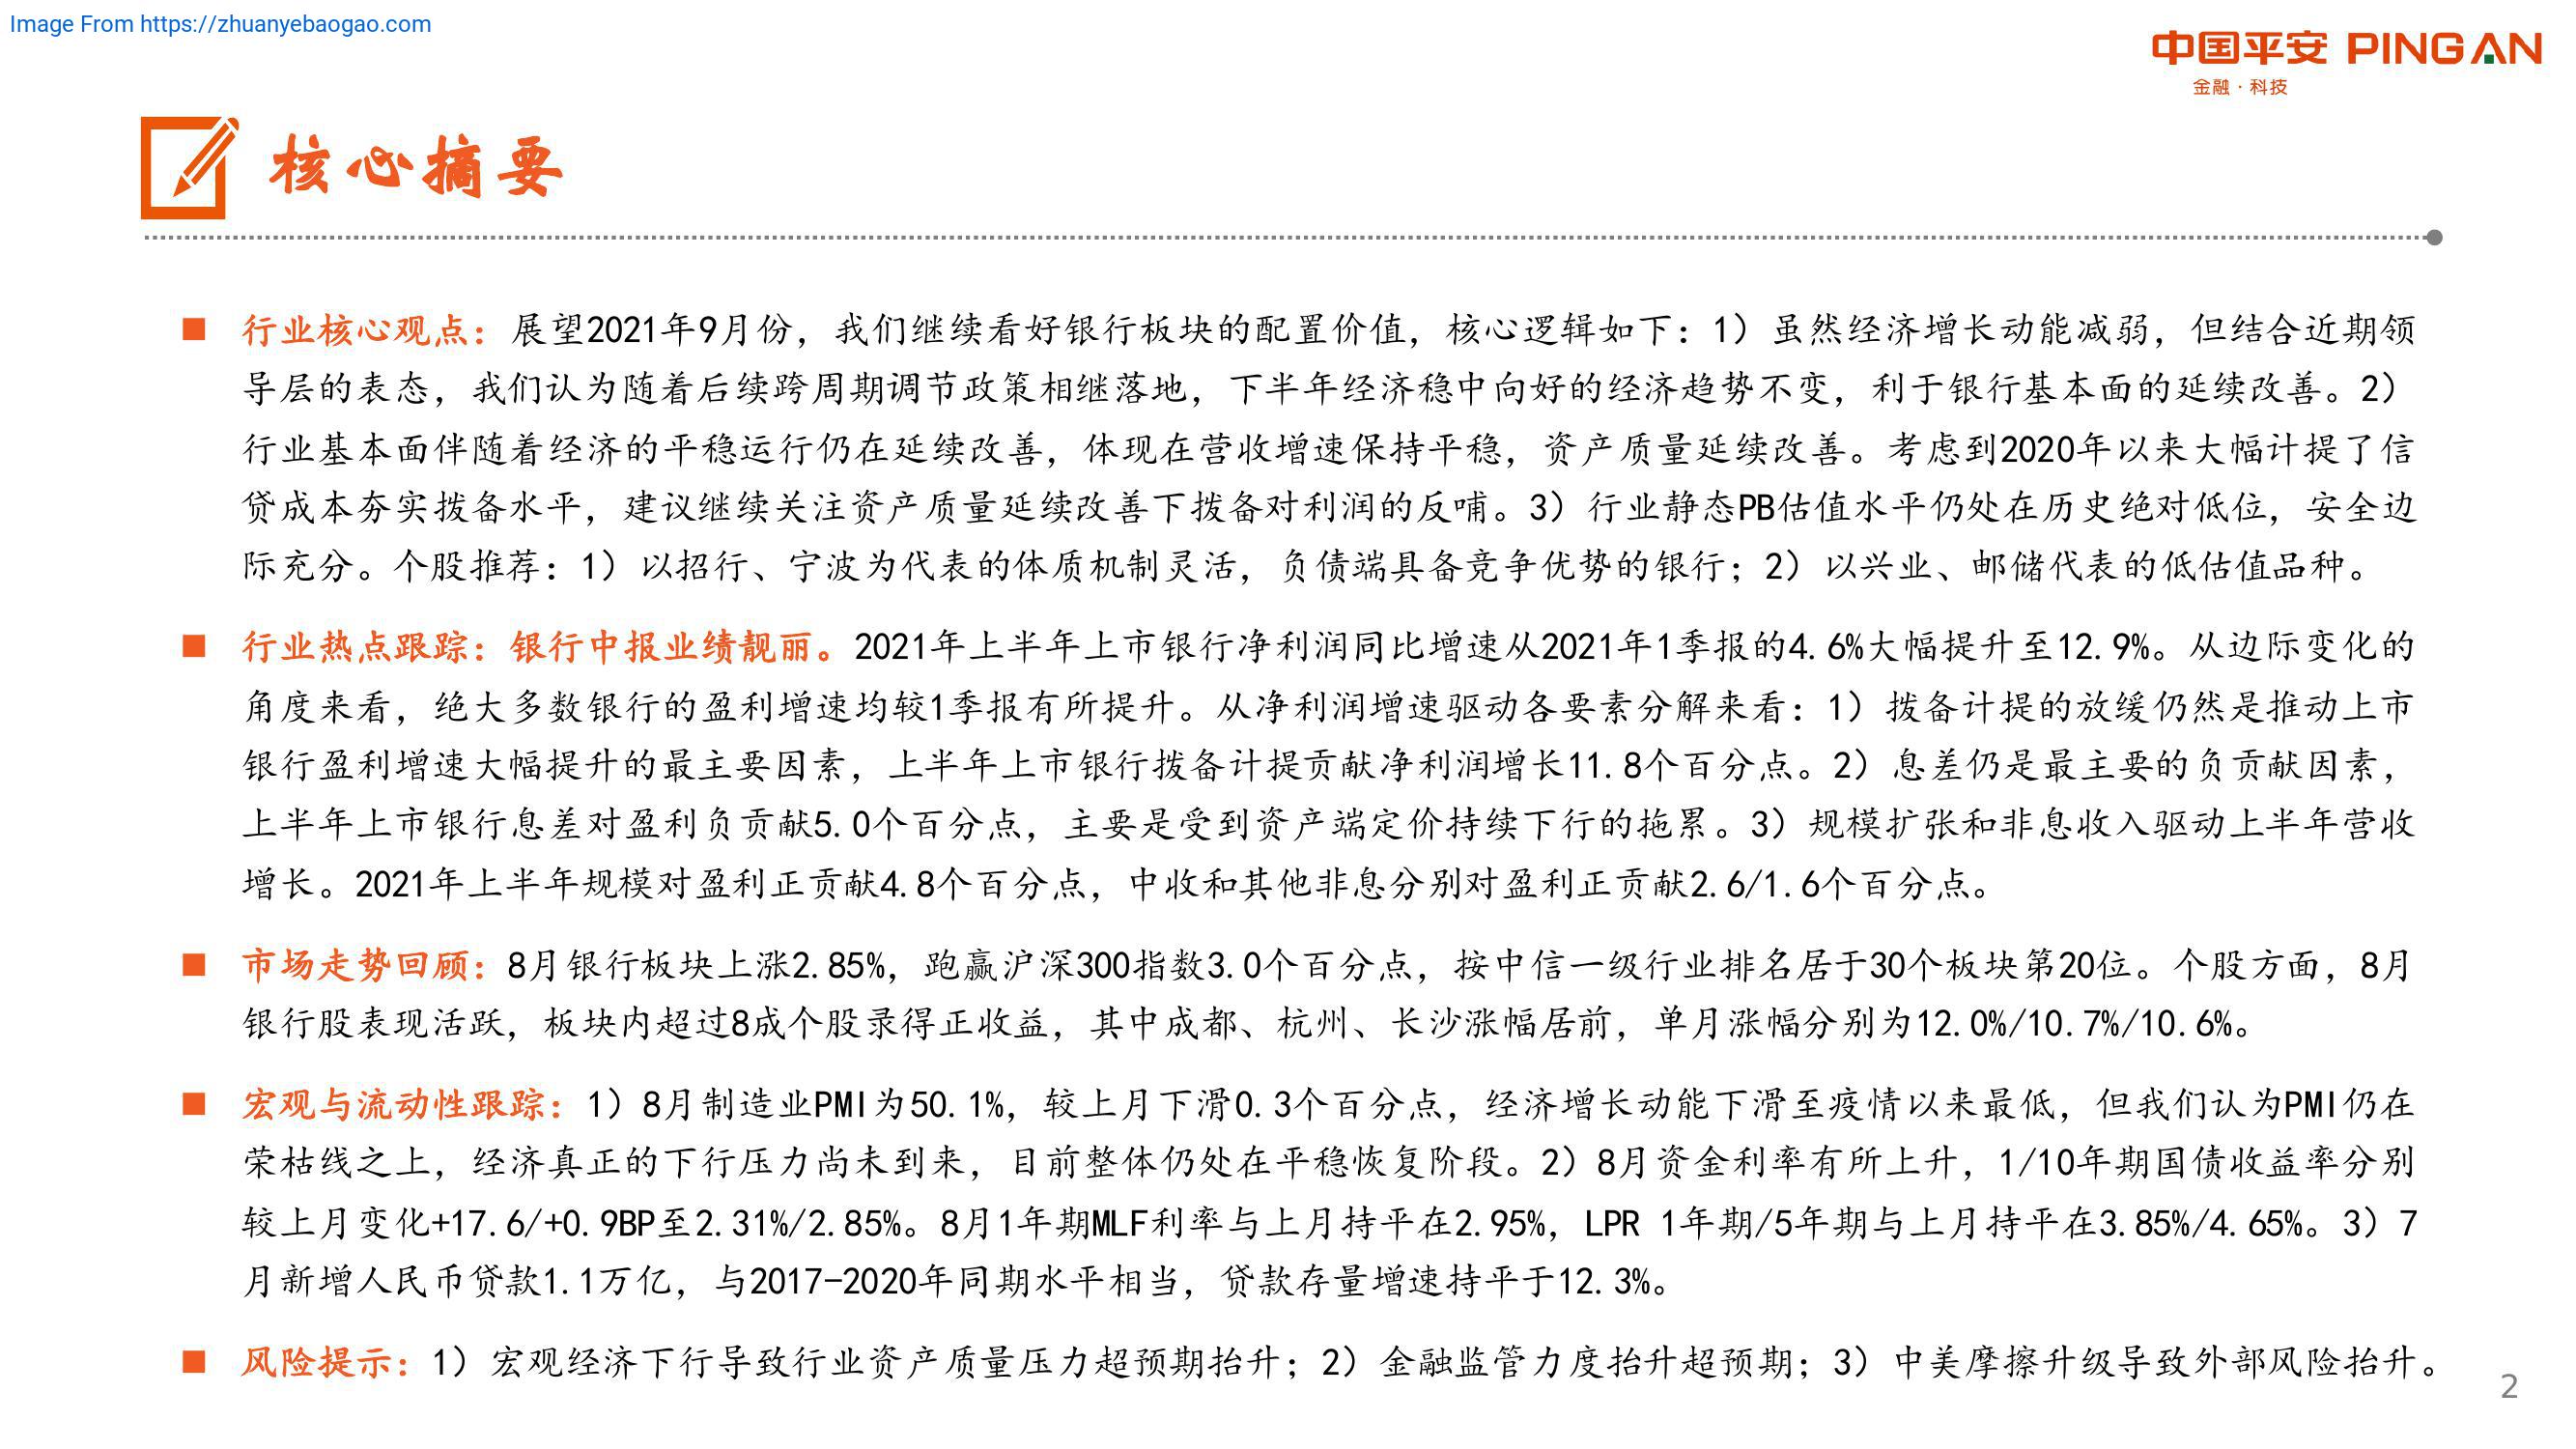 Image From https://zhuanyebaogao.com
中国平安 PINGAN
金融·科技
核心摘要
■ 行业核心观点：展望2021年9月份，我们继续看好银行板块的配置价值，核心逻辑如下：1）虽然经济增长动能减弱，但结合近期领
导层的表态，我们认为随着后续跨周期调节政策相继落地，下半年经济稳中向好的经济趋势不变，利于银行基本面的延续改善。2）
行业基本面伴随着经济的平稳运行仍在延续改善，体现在营收增速保持平稳，资产质量延续改善。考虑到2020年以来大幅计提了信
贷成本夯实拨备水平，建议继续关注资产质量延续改善下拨备对利润的反哺。3）行业静态PB估值水平仍处在历史绝对低位，安全边
际充分。个股推荐：1）以招行、宁波为代表的体质机制灵活，负债端具备竞争优势的银行；2）以兴业、邮储代表的低估值品种。
■ 行业热点跟踪：银行中报业绩靓丽。2021年上半年上市银行净利润同比增速从2021年1季报的4.6%大幅提升至12.9%。从边际变化的
角度来看，绝大多数银行的盈利增速均较1季报有所提升。从净利润增速驱动各要素分解来看：1）拨备计提的放缓仍然是推动上市
银行盈利增速大幅提升的最主要因素，上半年上市银行拨备计提贡献净利润增长11.8个百分点。2）息差仍是最主要的负贡献因素，
上半年上市银行息差对盈利负贡献5.0个百分点，主要是受到资产端定价持续下行的拖累。3）规模扩张和非息收入驱动上半年营收
增长。2021年上半年规模对盈利正贡献4.8个百分点，中收和其他非息分别对盈利正贡献2.6/1.6个百分点。
■ 市场走势回顾：8月银行板块上涨2.85%，跑赢沪深300指数3.0个百分点，按中信一级行业排名居于30个板块第20位。个股方面，8月
银行股表现活跃，板块内超过8成个股录得正收益，其中成都、杭州、长沙涨幅居前，单月涨幅分别为12.0%/10.7%/10.6%。
■ 宏观与流动性跟踪：1）8月制造业PMI为50.1%，较上月下滑0.3个百分点，经济增长动能下滑至疫情以来最低，但我们认为PMI仍在
荣枯线之上，经济真正的下行压力尚未到来，目前整体仍处在平稳恢复阶段。2）8月资金利率有所上升，1/10年期国债收益率分别
较上月变化+17.6/+0.9BP至2.31%/2.85%。8月1年期MLF利率与上月持平在2.95%，LPR 1年期/5年期与上月持平在3.85%/4.65%。3）7
月新增人民币贷款1.1万亿，与2017-2020年同期水平相当，贷款存量增速持平于12.3%。
■ 风险提示：1）宏观经济下行导致行业资产质量压力超预期抬升；2）金融监管力度抬升超预期；3）中美摩擦升级导致外部风险抬升。
2